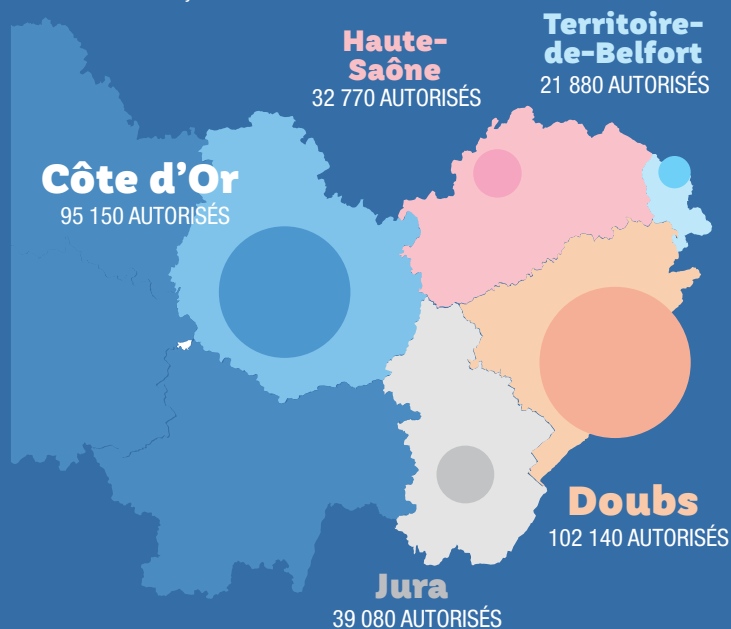 Haute-
Saône
32 770 AUTORISÉS
Territoire-
de-Belfort
21 880 AUTORISÉS
Côte d'Or
95 150 AUTORISÉS
Doubs
102 140 AUTORISÉS
Jura
39 080 AUTORISÉS